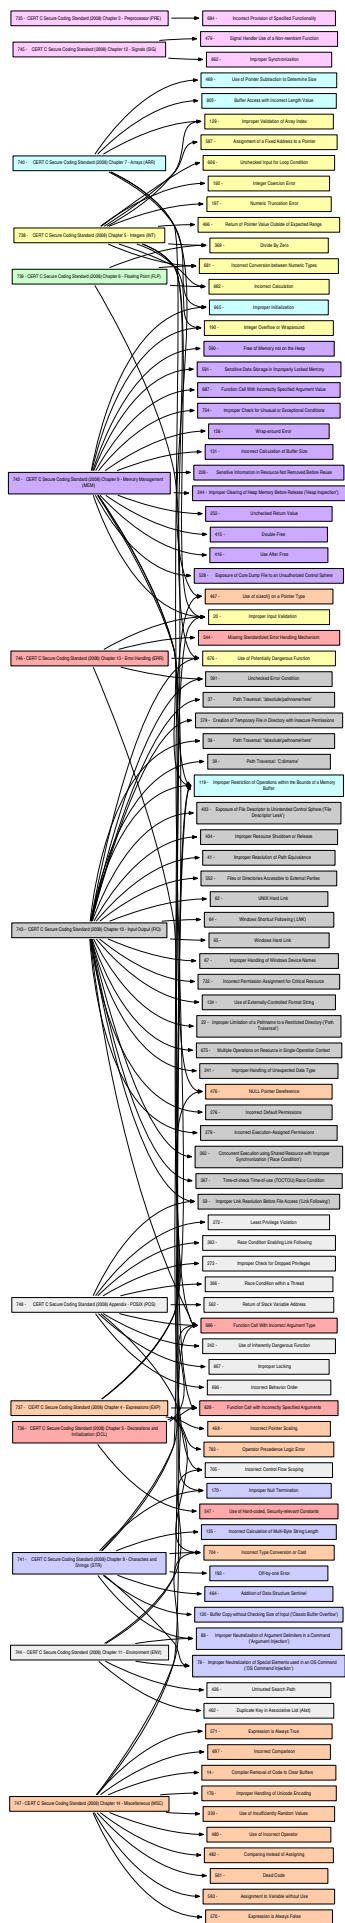 735 - CERT C Secure Coding Standard (2008) Chapter 2 - Preprocessor (PRE)
684 - Incorrect Provision of Specified Functionality
479 - Signal Handler Use of a Non-reentrant Function
745 - CERT C Secure Coding Standard (2008) Chapter 12 - Signals (SIG)
662 - Improper Synchronization
469 - Use of Pointer Subtraction to Determine Size
805 - Buffer Access with Incorrect Length Value
129 - Improper Validation of Array Index
587 - Assignment of a Fixed Address to a Pointer
740 - CERT C Secure Coding Standard (2008) Chapter 7 - Arrays (ARR)
606 - Unchecked Input for Loop Condition
192 - Integer Coercion Error
197 - Numeric Truncation Error
466 - Return of Pointer Value Outside of Expected Range
738 - CERT C Secure Coding Standard (2008) Chapter 5 - Integers (INT)
369 - Divide By Zero
681 - Incorrect Conversion between Numeric Types
739 - CERT C Secure Coding Standard (2008) Chapter 6 - Floating Point (FLP)
682 - Incorrect Calculation
665 - Improper Initialization
190 - Integer Overflow or Wraparound
590 - Free of Memory not on the Heap
591 - Sensitive Data Storage in Improperly Locked Memory
687 - Function Call With Incorrectly Specified Argument Value
754 - Improper Check for Unusual or Exceptional Conditions
128 - Wrap-around Error
131 - Incorrect Calculation of Buffer Size
226 - Sensitive Information in Resource Not Removed Before Reuse
742 - CERT C Secure Coding Standard (2008) Chapter 9 - Memory Management
(MEM)
244 - Improper Clearing of Heap Memory Before Release ('Heap Inspection')
252 - Unchecked Return Value
415 - Double Free
416 - Use After Free
528 - Exposure of Core Dump File to an Unauthorized Control Sphere
467 - Use of sizeof() on a Pointer Type
20 - Improper Input Validation
544 - Missing Standardized Error Handling Mechanism
746 - CERT C Secure Coding Standard (2008) Chapter 13 - Error Handling (ERR)
676 - Use of Potentially Dangerous Function
391 - Unchecked Error Condition
37 - Path Traversal: '/absolute/pathname/here'
379 - Creation of Temporary File in Directory with Insecure Permissions
38 - Path Traversal: '\absolute\pathname\here'
39 - Path Traversal: 'C:dirname'
119 - Improper Restriction of Operations within the Bounds of a Memory
Buffer
403 - Exposure of File Descriptor to Unintended Control Sphere ('File
Descriptor Leak')
404 - Improper Resource Shutdown or Release
41 - Improper Resolution of Path Equivalence
552 - Files or Directories Accessible to External Parties
62 - UNIX Hard Link
64 - Windows Shortcut Following (.LNK)
743 - CERT C Secure Coding Standard (2008) Chapter 10 - Input Output (FIO)
65 - Windows Hard Link
67 - Improper Handling of Windows Device Names
732 - Incorrect Permission Assignment for Critical Resource
134 - Use of Externally-Controlled Format String
22 - Improper Limitation of a Pathname to a Restricted Directory ('Path
Traversal')
675 - Multiple Operations on Resource in Single-Operation Context
241 - Improper Handling of Unexpected Data Type
476 - NULL Pointer Dereference
276 - Incorrect Default Permissions
279 - Incorrect Execution-Assigned Permissions
362 - Concurrent Execution using Shared Resource with Improper
Synchronization ('Race Condition')
367 - Time-of-check Time-of-use (TOCTOU) Race Condition
59 - Improper Link Resolution Before File Access ('Link Following')
272 - Least Privilege Violation
363 - Race Condition Enabling Link Following
273 - Improper Check for Dropped Privileges
366 - Race Condition within a Thread
748 - CERT C Secure Coding Standard (2008) Appendix - POSIX (POS)
562 - Return of Stack Variable Address
686 - Function Call With Incorrect Argument Type
242 - Use of Inherently Dangerous Function
667 - Improper Locking
696 - Incorrect Behavior Order
737 - CERT C Secure Coding Standard (2008) Chapter 4 - Expressions (EXP)
628 - Function Call with Incorrectly Specified Arguments
736 - CERT C Secure Coding Standard (2008) Chapter 3 - Declarations and
Initialization (DCL)
468 - Incorrect Pointer Scaling
783 - Operator Precedence Logic Error
705 - Incorrect Control Flow Scoping
170 - Improper Null Termination
547 - Use of Hard-coded, Security-relevant Constants
135 - Incorrect Calculation of Multi-Byte String Length
704 - Incorrect Type Conversion or Cast
741 - CERT C Secure Coding Standard (2008) Chapter 8 - Characters and
Strings (STR)
193 - Off-by-one Error
464 - Addition of Data Structure Sentinel
120 - Buffer Copy without Checking Size of Input ('Classic Buffer Overflow')
88 - Improper Neutralization of Argument Delimiters in a Command
('Argument Injection')
744 - CERT C Secure Coding Standard (2008) Chapter 11 - Environment (ENV)
78 - Improper Neutralization of Special Elements used in an OS Command
('OS Command Injection')
426 - Untrusted Search Path
462 - Duplicate Key in Associative List (Alist)
571 - Expression is Always True
697 - Incorrect Comparison
14 - Compiler Removal of Code to Clear Buffers
176 - Improper Handling of Unicode Encoding
747 - CERT C Secure Coding Standard (2008) Chapter 14 - Miscellaneous (MSC)
330 - Use of Insufficiently Random Values
480 - Use of Incorrect Operator
482 - Comparing instead of Assigning
561 - Dead Code
563 - Assignment to Variable without Use
570 - Expression is Always False